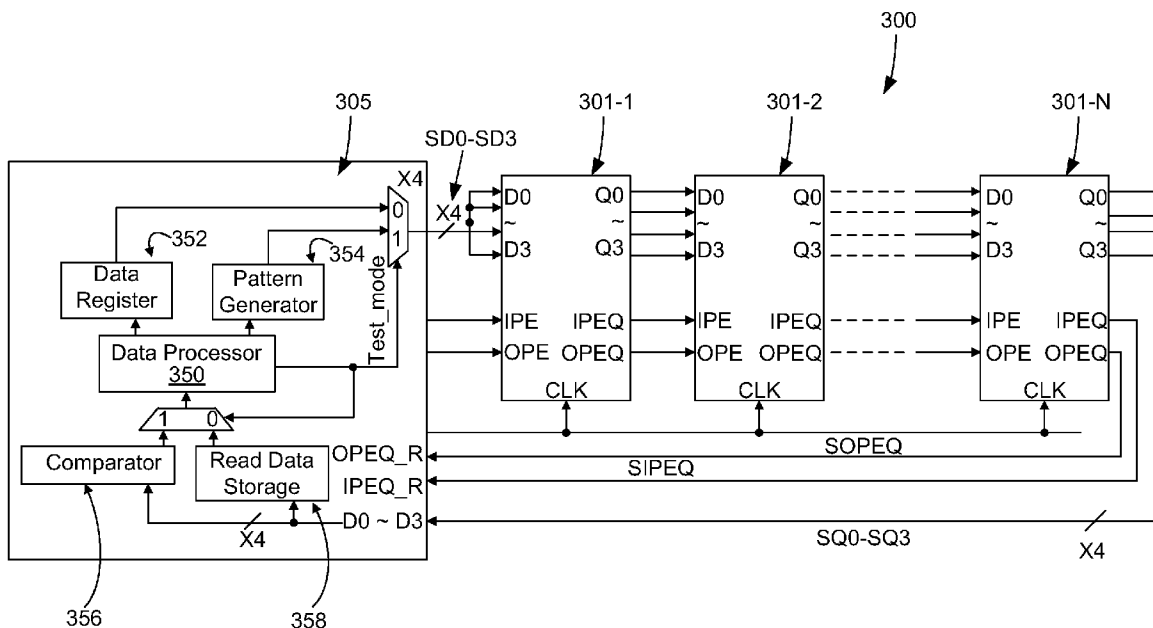 300
305
301-1
301-2
301-N
SD0-SD3
X4
0
1
X4
352
354
Data
Register
Pattern
Generator
Test_mode
Data Processor
350
1 0
Comparator
Read Data
Storage
OPEQ_R
IPEQ_R
D0 ~ D3
X4
356
358
D0 Q0
~ ~
D3 Q3
IPE IPEQ
OPE OPEQ
CLK
D0 Q0
~ ~
D3 Q3
IPE IPEQ
OPE OPEQ
CLK
D0 Q0
~ ~
D3 Q3
IPE IPEQ
OPE OPEQ
CLK
SOPEQ
SIPEQ
SQ0-SQ3
X4